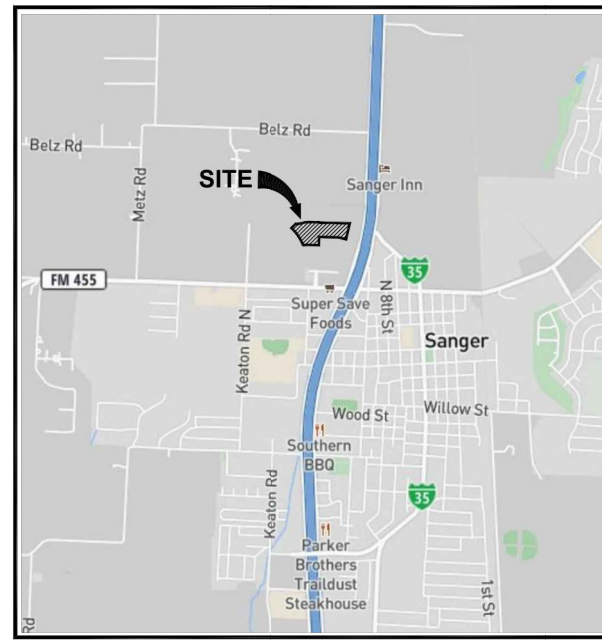 Belz Rd
Belz Rd
Metz Rd
SITE
Sanger Inn
FM 455
35
Super Save
Foods
N 8th St
Keaton Rd N
Sanger
Wood St
Willow St
Southern
BBQ
35
Keaton Rd
Parker
Brothers
Traildust
Steakhouse
1st St
Rd